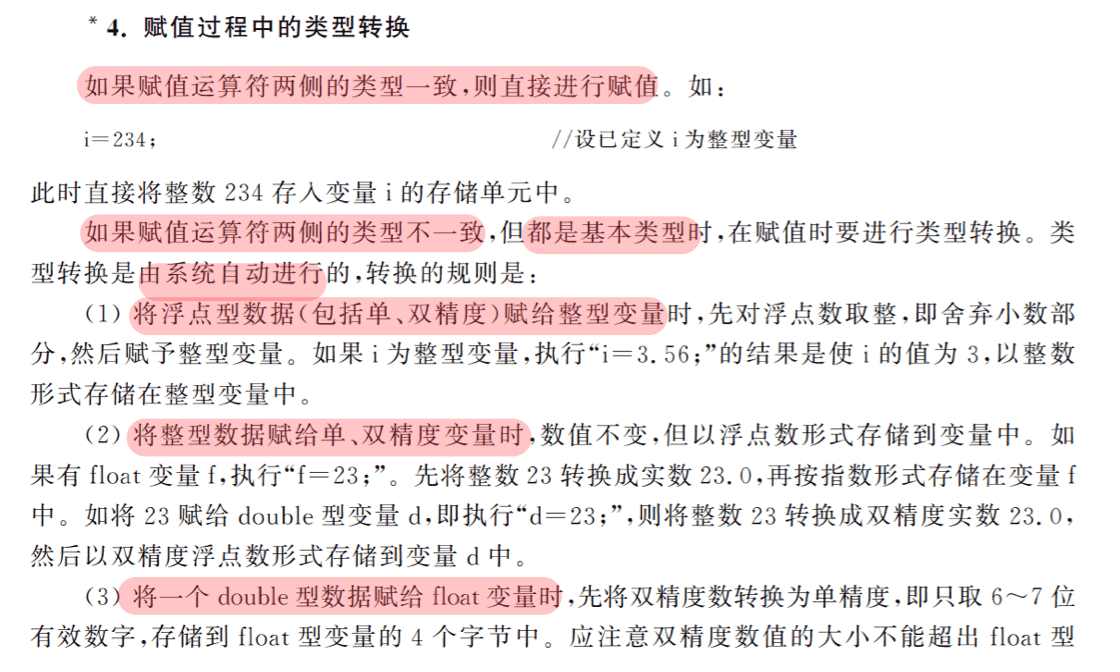 * 4. 赋值过程中的类型转换
如果赋值运算符两侧的类型一致,则直接进行赋值。如:
i=234; //设已定义 i 为整型变量
此时直接将整数 234 存入变量 i 的存储单元中。
如果赋值运算符两侧的类型不一致,但都是基本类型时,在赋值时要进行类型转换。类
型转换是由系统自动进行的,转换的规则是:
(1) 将浮点型数据(包括单、双精度)赋给整型变量时,先对浮点数取整,即舍弃小数部
分,然后赋予整型变量。如果 i 为整型变量,执行“i=3.56;”的结果是使 i 的值为 3,以整数
形式存储在整型变量中。
(2) 将整型数据赋给单、双精度变量时,数值不变,但以浮点数形式存储到变量中。如
果有 float 变量 f,执行“f=23;”。先将整数 23 转换成实数 23.0,再按指数形式存储在变量 f
中。如将 23 赋给 double 型变量 d,即执行“d=23;”,则将整数 23 转换成双精度实数 23.0,
然后以双精度浮点数形式存储到变量 d 中。
(3) 将一个 double 型数据赋给 float 变量时,先将双精度数转换为单精度,即只取 6～7 位
有效数字,存储到 float 型变量的 4 个字节中。应注意双精度数值的大小不能超出 float 型